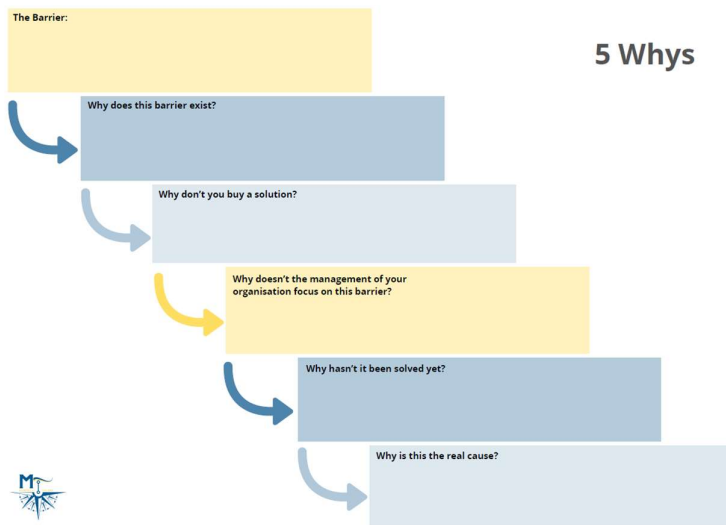 The Barrier:
5 Whys
Why does this barrier exist?
Why don't you buy a solution?
Why doesn't the management of your
organisation focus on this barrier?
Why hasn't it been solved yet?
Why is this the real cause?